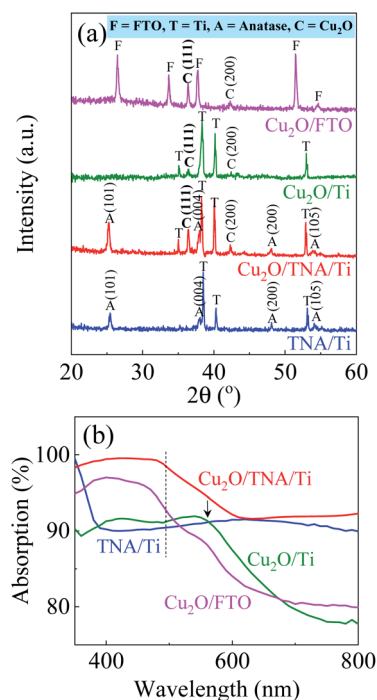 (a) F = FTO, T = Ti, A = Anatase, C = Cu₂O
F F C (111) F C (200) F F
Cu₂O/FTO
T C (111) T T C (200) T
Cu₂O/Ti
A (101) T C (111) A (004) T T C (200) A (200) T A (105)
Cu₂O/TNA/Ti
A (101) A (004) T T A (200) T A (105)
TNA/Ti
Intensity (a.u.)
20 30 40 50 60
2θ (°)
(b)
100
90
80
Cu₂O/TNA/Ti
TNA/Ti
Cu₂O/Ti
Cu₂O/FTO
Absorption (%)
400 600 800
Wavelength (nm)